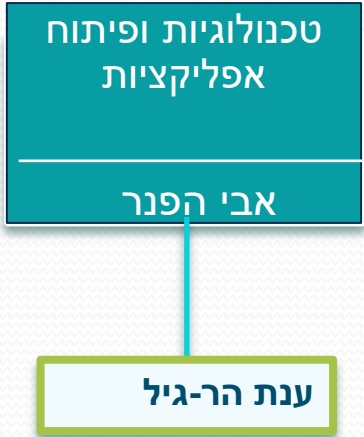 טכנולוגיות ופיתוח
אפליקציות
אבי הפנר
ענת הר-גיל